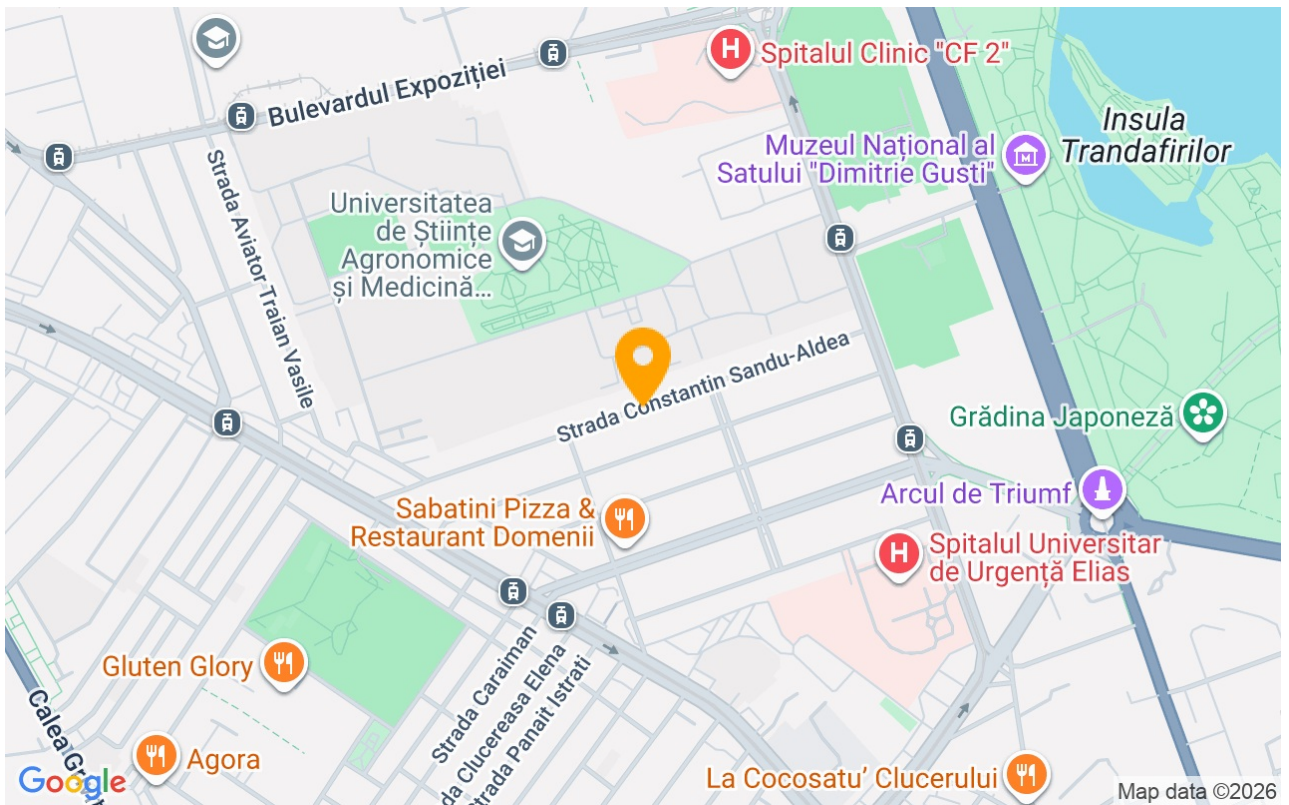 H
Spitalul Clinic "CF 2"
Bulevardul Expoziției
Insula
Trandafirilor
Muzeul Național al
Satului "Dimitrie Gusti"
M
Strada Aviator Traian Vasile
Universitatea
de Științe
Agronomice
și Medicină...
Strada Constantin Sandu-Aldea
Grădina Japoneză
Arcul de Triumf
Sabatini Pizza &
Restaurant Domenii
H
Spitalul Universitar
de Urgență Elias
Gluten Glory
Strada Caraiman
Clucereasa Elena
Strada Panait Istrati
Calea
Agora
La Cocosatu’ Clucerului
Google
Map data ©2026